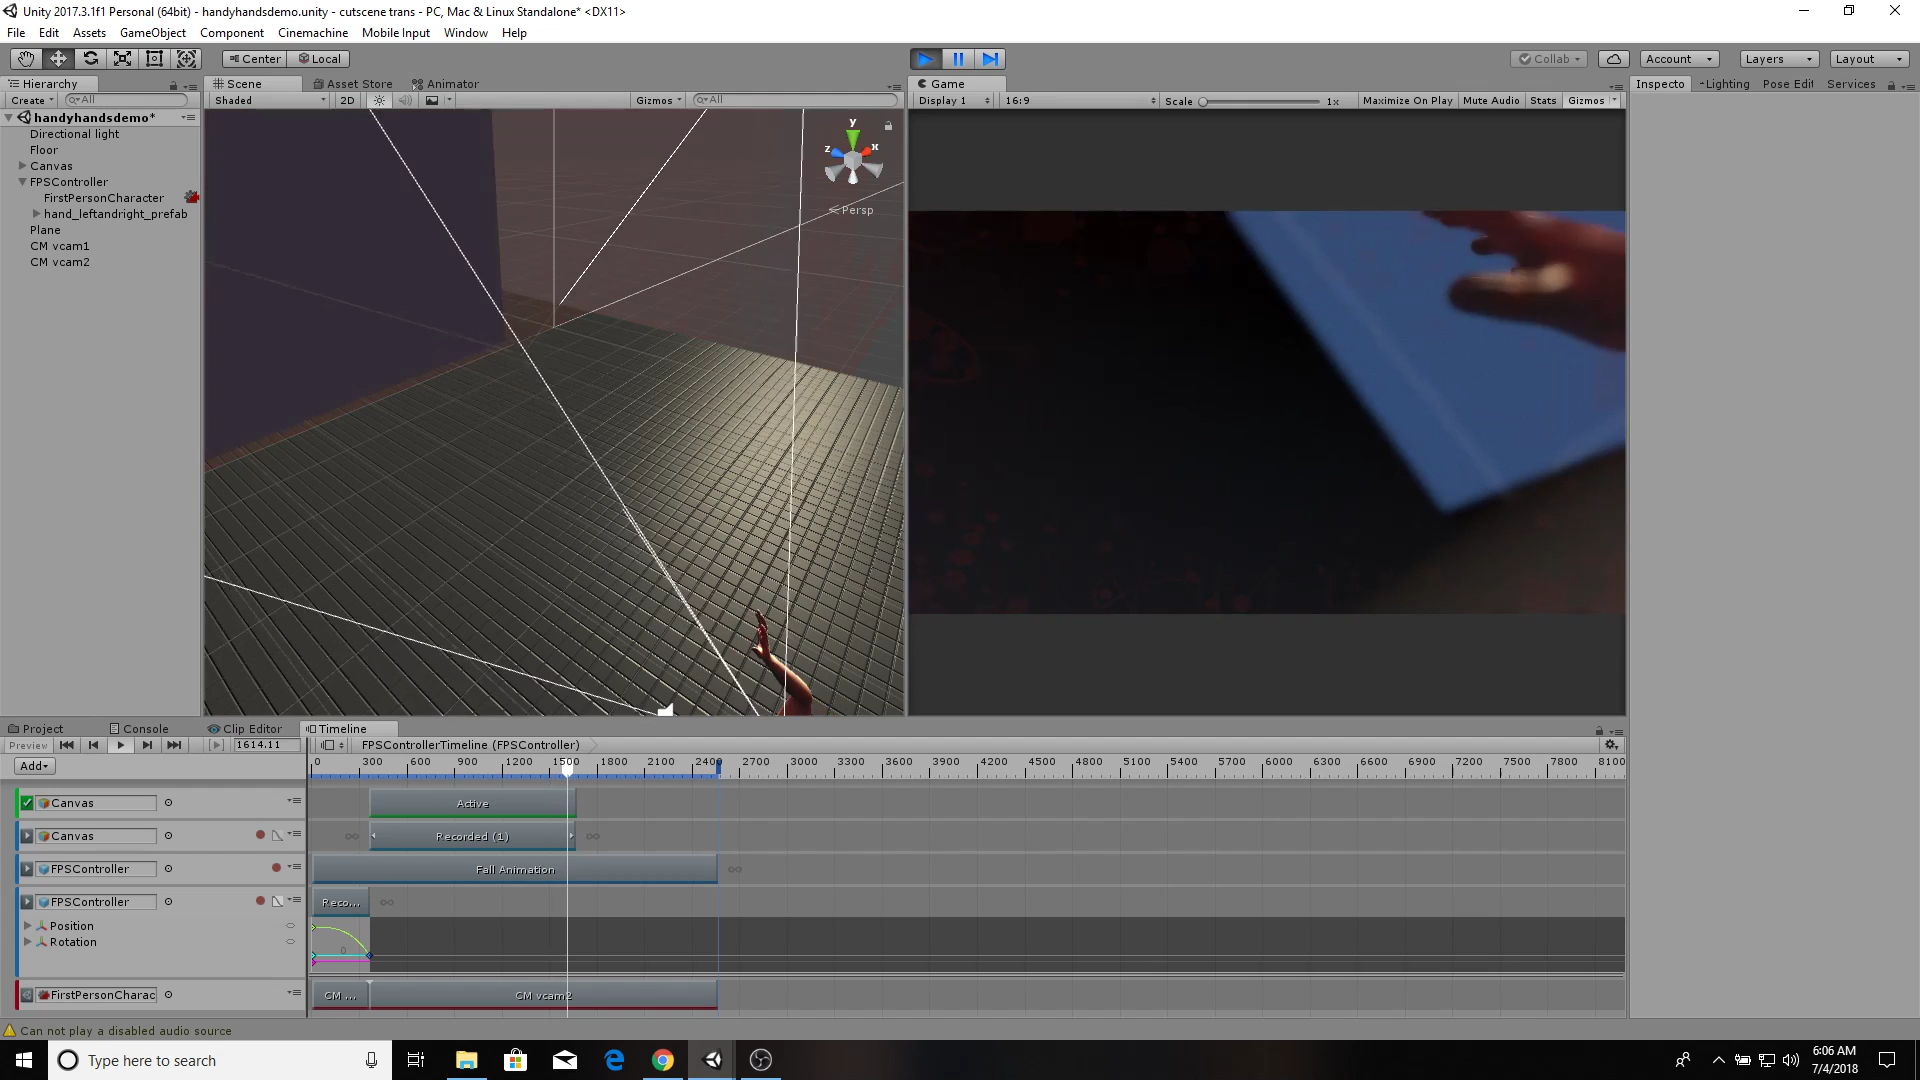 Unity 2017.3.1f1 Personal (64bit) - handyhandsdemo.unity - cutscene trans - PC, Mac & Linux Standalone* <DX11>
File Edit Assets GameObject Component Cinemachine Mobile Input Window Help
Center Local Collab Account Layers Layout
Hierarchy Scene Asset Store Animator Game Inspecto Lighting Pose Edit Services
Create All Shaded 2D Gizmos All Display 1 16:9 Scale 1x Maximize On Play Mute Audio Stats Gizmos
handyhandsdemo*
Directional light
Floor
Canvas
FPSController
FirstPersonCharacter
hand_leftandright_prefab
Plane
CM vcam1
CM vcam2
y
z x
Persp
Project Console Clip Editor Timeline
Preview 1614.11 FPSControllerTimeline (FPSController)
Add
0 300 600 900 1200 1500 1800 2100 2400 2700 3000 3300 3600 3900 4200 4500 4800 5100 5400 5700 6000 6300 6600 6900 7200 7500 7800 8100
Canvas Active
Canvas Recorded (1)
FPSController Fall Animation
FPSController Reco...
Position
Rotation
0
FirstPersonCharac CM ... CM vcam2
Can not play a disabled audio source
Type here to search
6:06 AM
7/4/2018